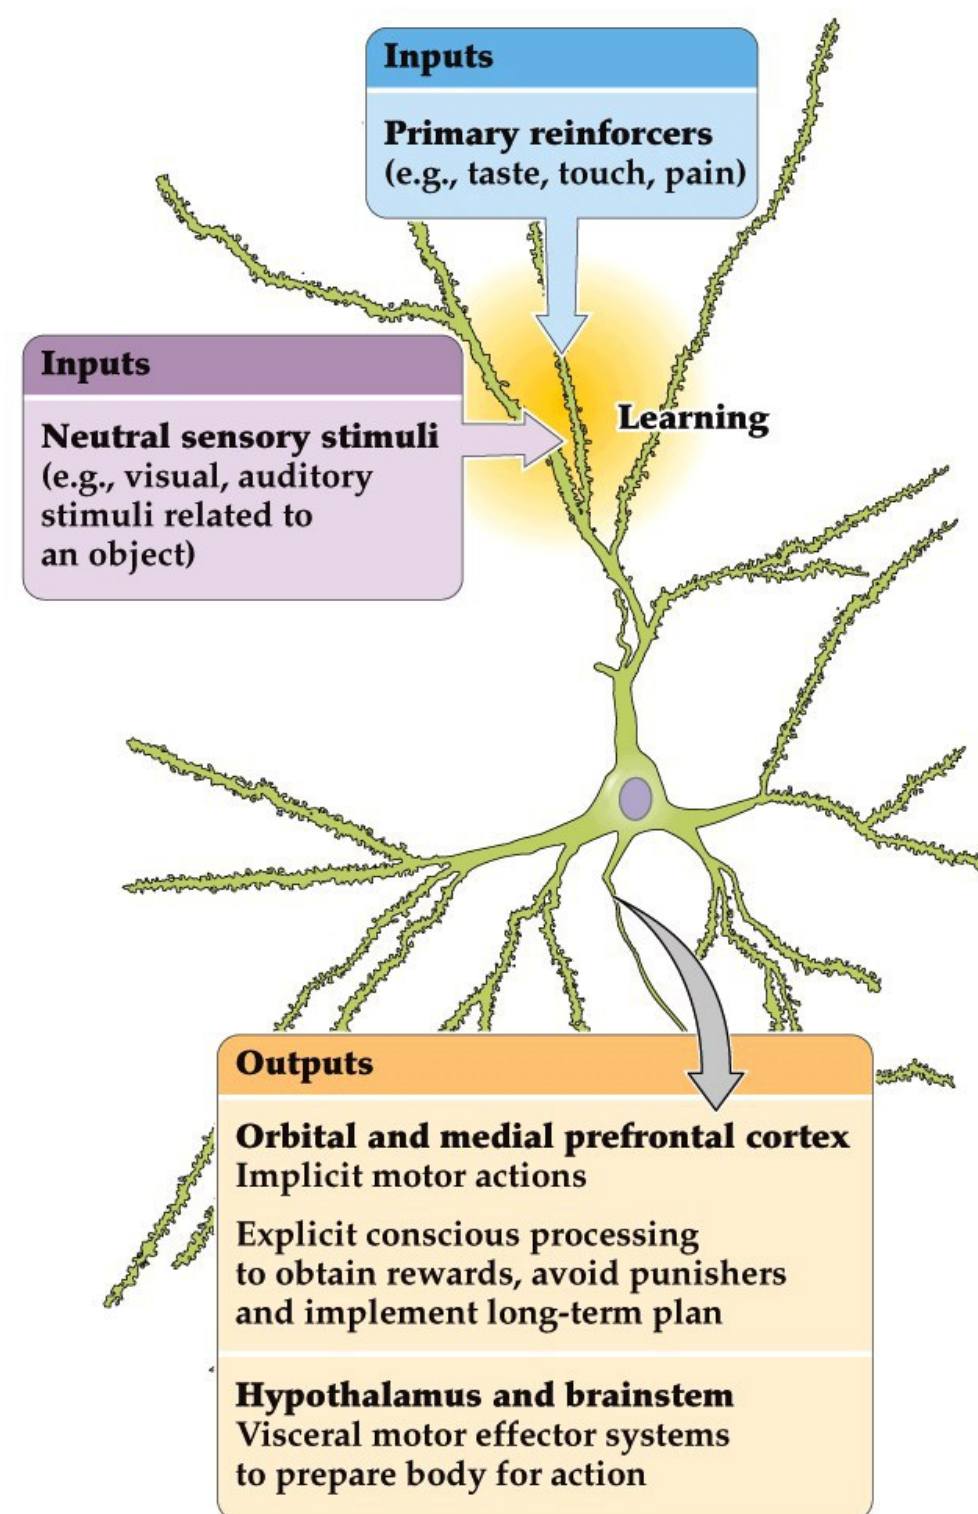 Inputs
Primary reinforcers
(e.g., taste, touch, pain)
Inputs
Neutral sensory stimuli
(e.g., visual, auditory
stimuli related to
an object)
Learning
Outputs
Orbital and medial prefrontal cortex
Implicit motor actions
Explicit conscious processing
to obtain rewards, avoid punishers
and implement long-term plan
Hypothalamus and brainstem
Visceral motor effector systems
to prepare body for action